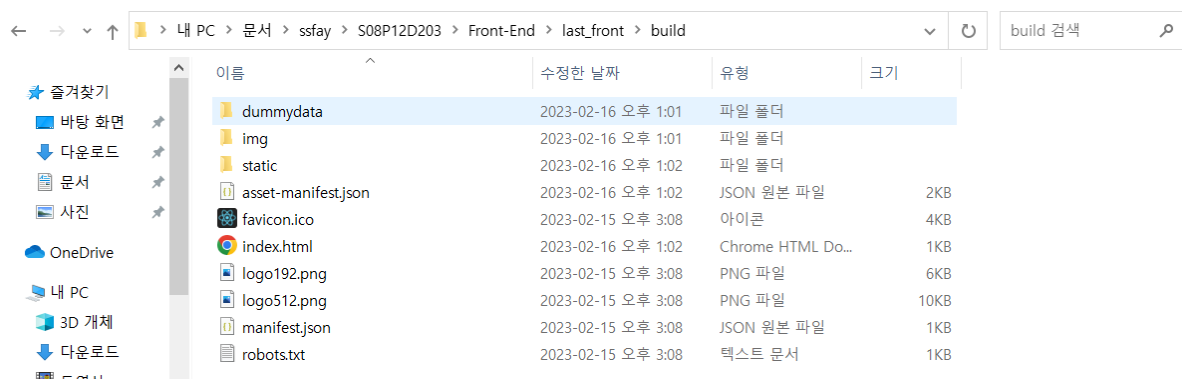 내 PC > 문서 > ssfay > S08P12D203 > Front-End > last_front > build
build 검색
즐겨찾기
바탕 화면
다운로드
문서
사진
OneDrive
내 PC
3D 개체
다운로드
이름 수정한 날짜 유형 크기
dummydata 2023-02-16 오후 1:01 파일 폴더
img 2023-02-16 오후 1:01 파일 폴더
static 2023-02-16 오후 1:02 파일 폴더
asset-manifest.json 2023-02-16 오후 1:02 JSON 원본 파일 2KB
favicon.ico 2023-02-15 오후 3:08 아이콘 4KB
index.html 2023-02-16 오후 1:02 Chrome HTML Do... 1KB
logo192.png 2023-02-15 오후 3:08 PNG 파일 6KB
logo512.png 2023-02-15 오후 3:08 PNG 파일 10KB
manifest.json 2023-02-15 오후 3:08 JSON 원본 파일 1KB
robots.txt 2023-02-15 오후 3:08 텍스트 문서 1KB